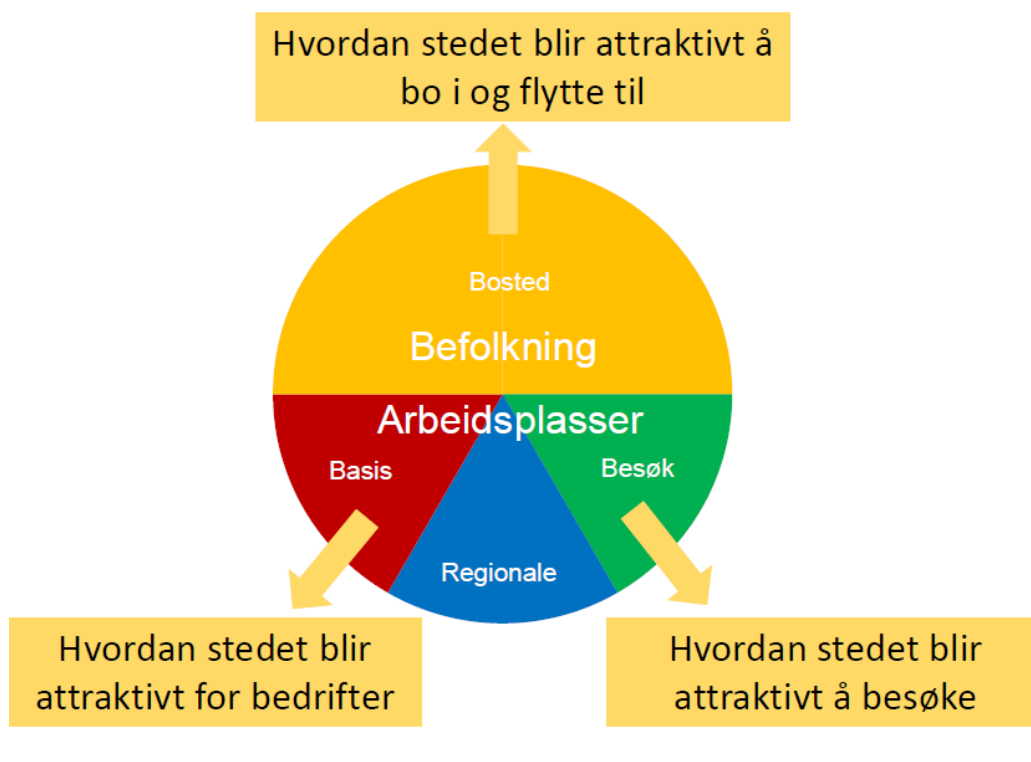 Hvordan stedet blir attraktivt å
bo i og flytte til
Bosted
Befolkning
Arbeidsplasser
Basis
Besøk
Regionale
Hvordan stedet blir
attraktivt for bedrifter
Hvordan stedet blir
attraktivt å besøke